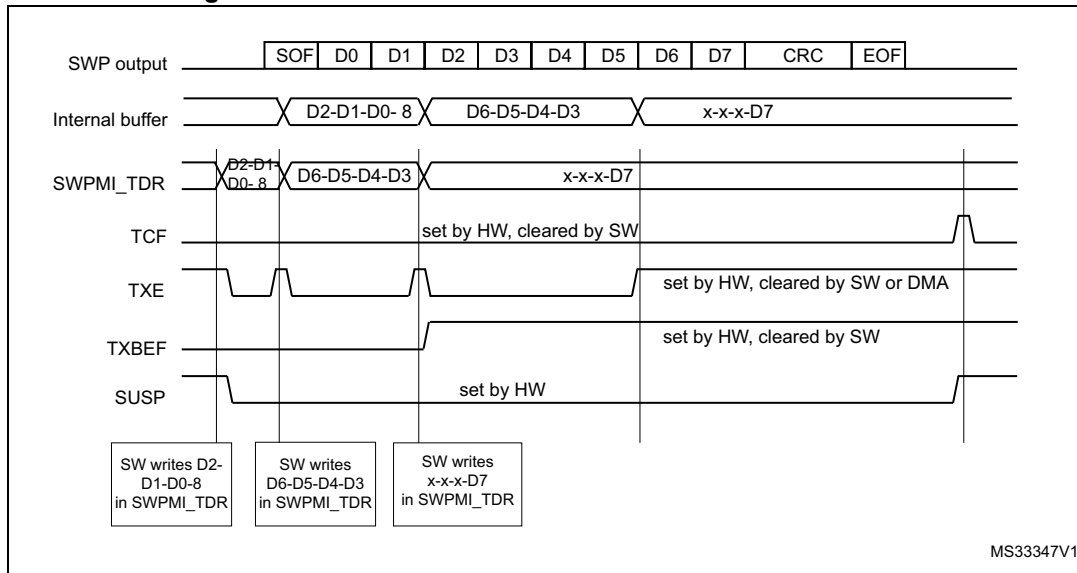 SWP output SOF D0 D1 D2 D3 D4 D5 D6 D7 CRC EOF
Internal buffer D2-D1-D0- 8 D6-D5-D4-D3 x-x-x-D7
SWPMI_TDR D2-D1-
D0- 8 D6-D5-D4-D3 x-x-x-D7
TCF set by HW, cleared by SW
TXE set by HW, cleared by SW or DMA
TXBEF set by HW, cleared by SW
SUSP set by HW
SW writes D2-
D1-D0-8
in SWPMI_TDR
SW writes
D6-D5-D4-D3
in SWPMI_TDR
SW writes
x-x-x-D7
in SWPMI_TDR
MS33347V1